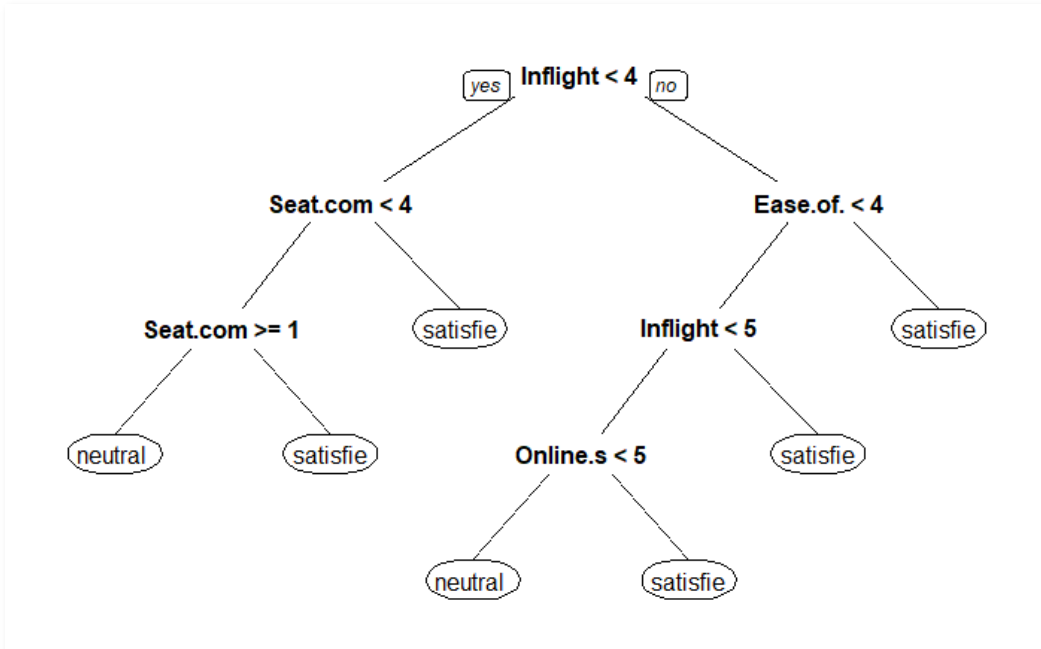 yes Inflight < 4 no
Seat.com < 4 Ease.of. < 4
Seat.com >= 1 satisfie Inflight < 5 satisfie
neutral satisfie Online.s < 5 satisfie
neutral satisfie